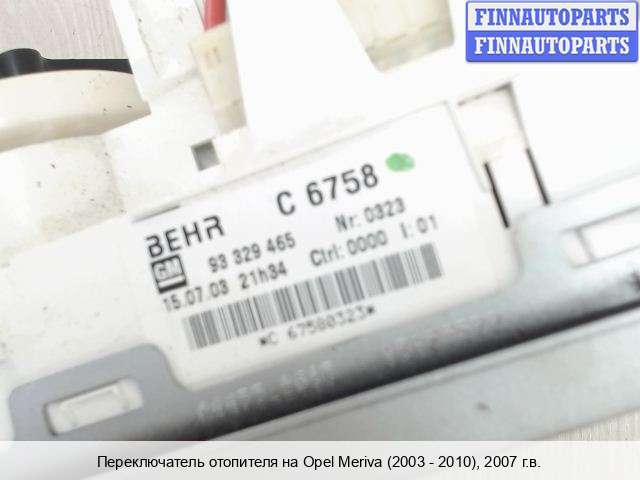 FINNAUTOPARTS
FINNAUTOPARTS
C 6758
BEHR
Nr: 0323
GM
93 329 465
Ctrl: 0000 I: 01
15.07.03 21h34
*C 67580323*
Переключатель отопителя на Opel Meriva (2003 - 2010), 2007 г.в.